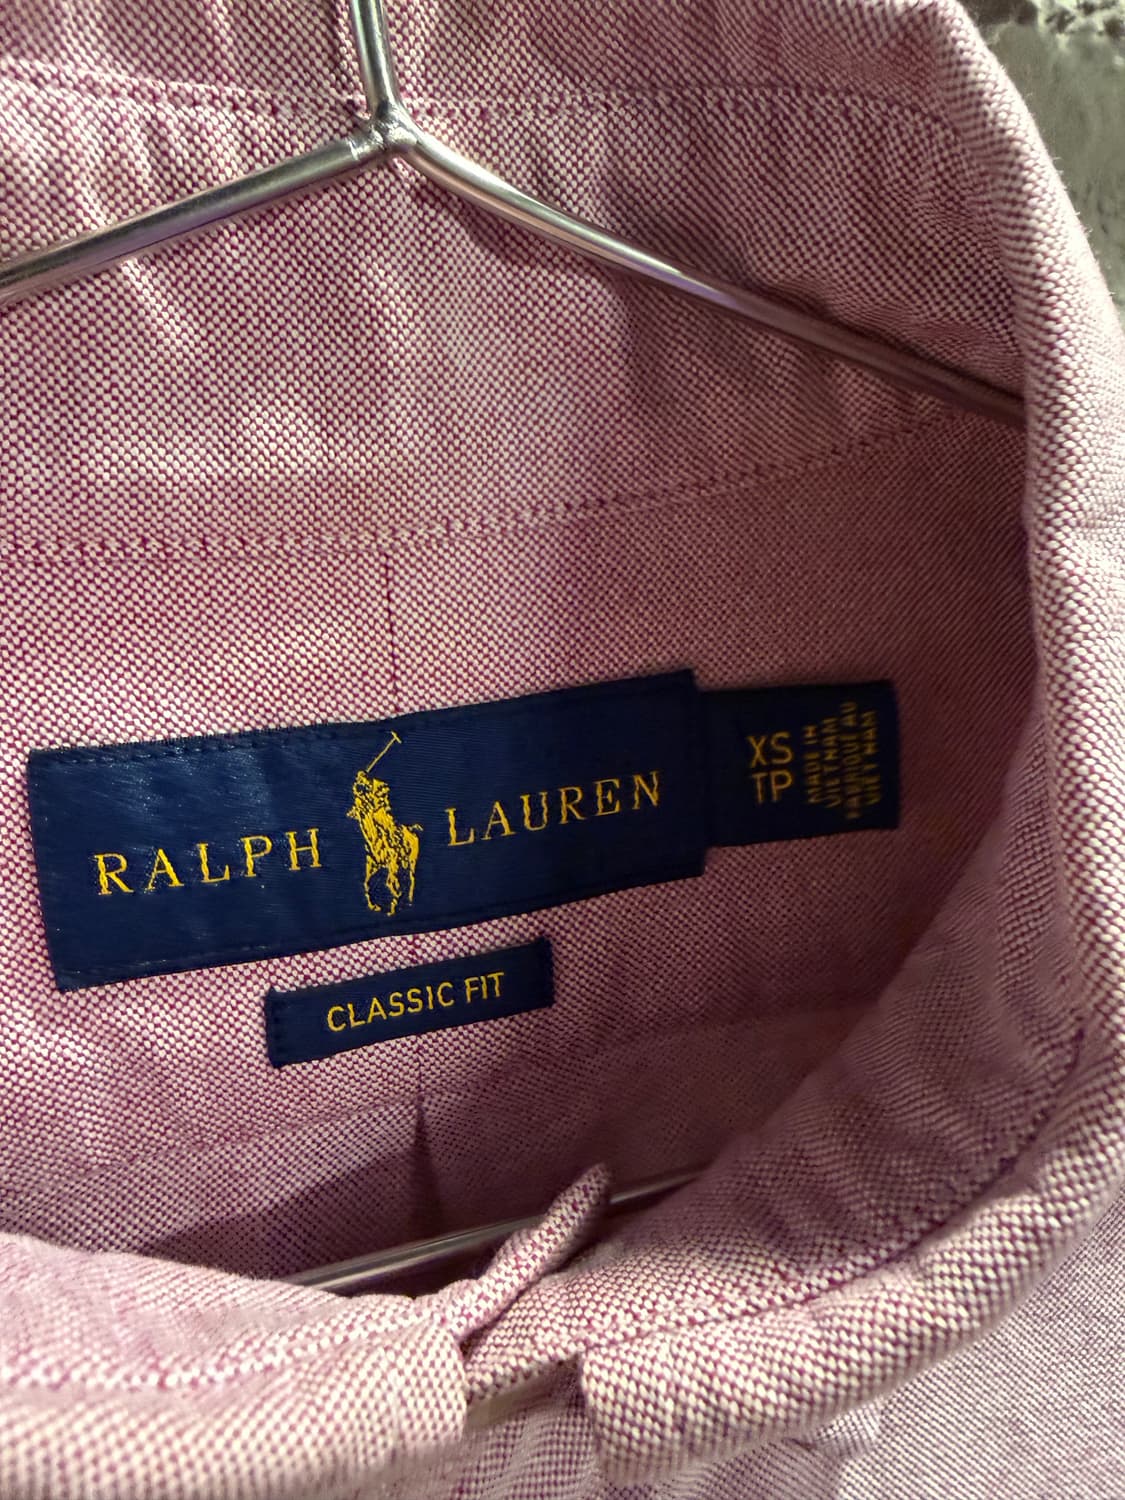 RALPH LAUREN
XS
TP
MADE IN
VIETNAM
FABRIQUÉ AU
VIETNAM
CLASSIC FIT